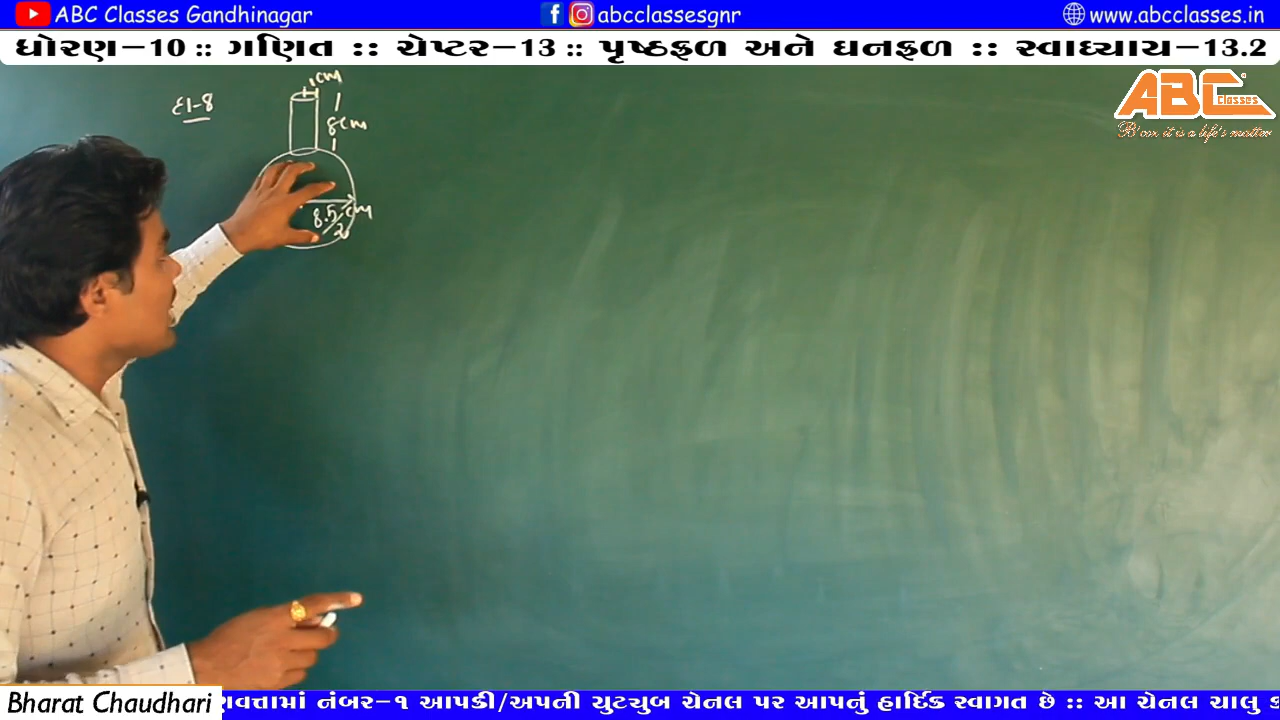 ABC Classes Gandhinagar
abcclassesgnr
www.abcclasses.in
ધોરણ-10 :: ગણિત :: ચેપ્ટર-13 :: પૃષ્ઠફળ અને ઘનફળ :: સ્વાધ્યાય-13.2
ABC Classes
B'coz it is a life's matter
દા-8
1cm
8cm
8.5/2 cm
Bharat Chaudhari
ગવત્તામાં નંબર-૧ આપકી/અપની યુટયુબ ચેનલ પર આપનું હાર્દિક સ્વાગત છે :: આ ચેનલ ચાલુ